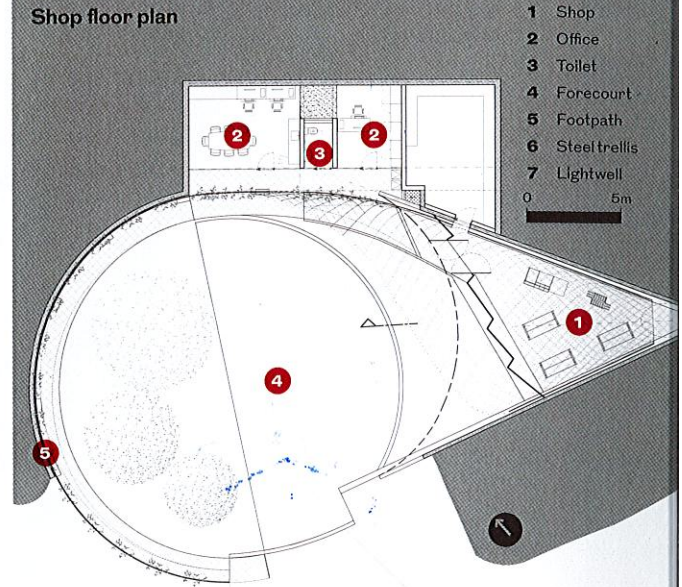 Shop floor plan
1 Shop
2 Office
3 Toilet
4 Forecourt
5 Footpath
6 Steel trellis
7 Lightwell
0 5m
2
3
2
1
4
5